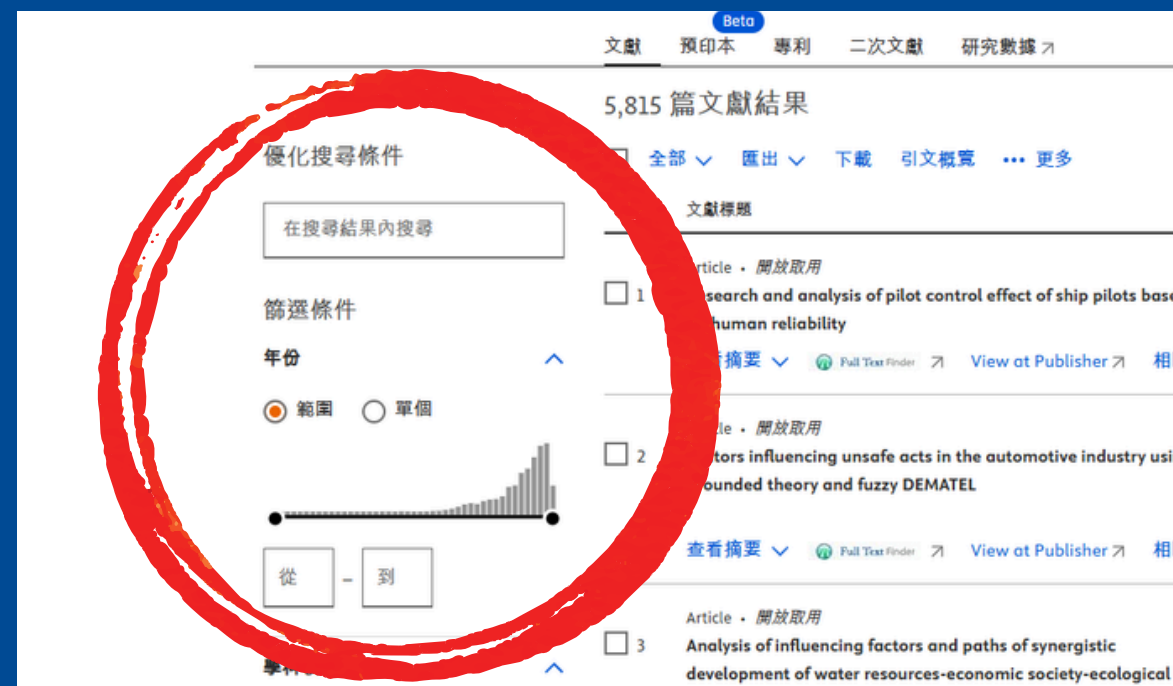 Beta
文獻 預印本 專利 二次文獻 研究數據
5,815 篇文獻結果
優化搜尋條件
全部 匯出 下載 引文概覽 ••• 更多
在搜尋結果內搜尋
文獻標題
篩選條件
年份
範圍 單個
從 – 到
開放取用
1 and analysis of pilot control effect of ship pilots
human reliability
摘要 Full Text Finder View at Publisher
開放取用
2 influencing unsafe acts in the automotive industry
theory and fuzzy DEMATEL
查看摘要 Full Text Finder View at Publisher
Article • 開放取用
3 Analysis of influencing factors and paths of synergistic
development of water resources-economic society-ecological